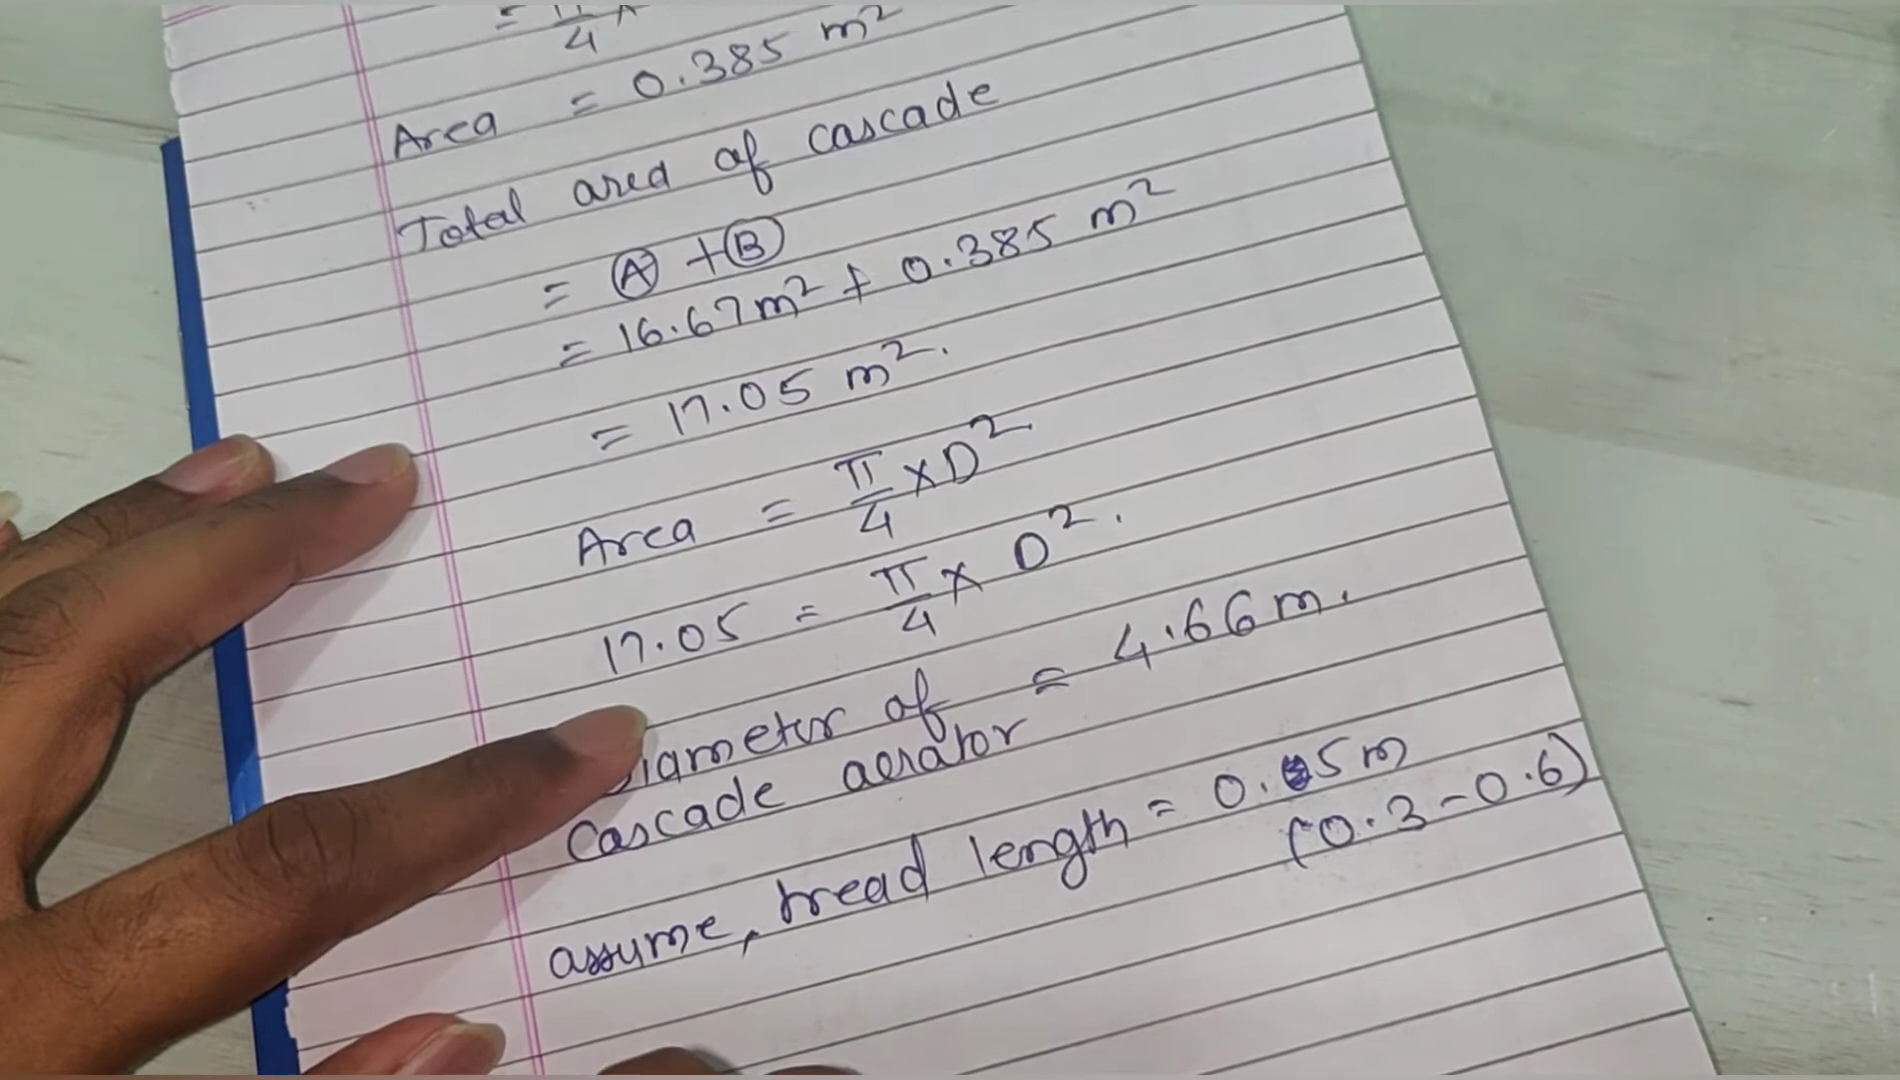 = π/4 ×
Area = 0.385 m²
Total area of cascade
= Ⓐ + Ⓑ
= 16.67 m² + 0.385 m²
= 17.05 m².
Area = π/4 × D²
17.05 = π/4 × D².
Diameter of = 4.66 m.
Cascade aerator
assume, tread length = 0.5 m
(0.3 - 0.6)